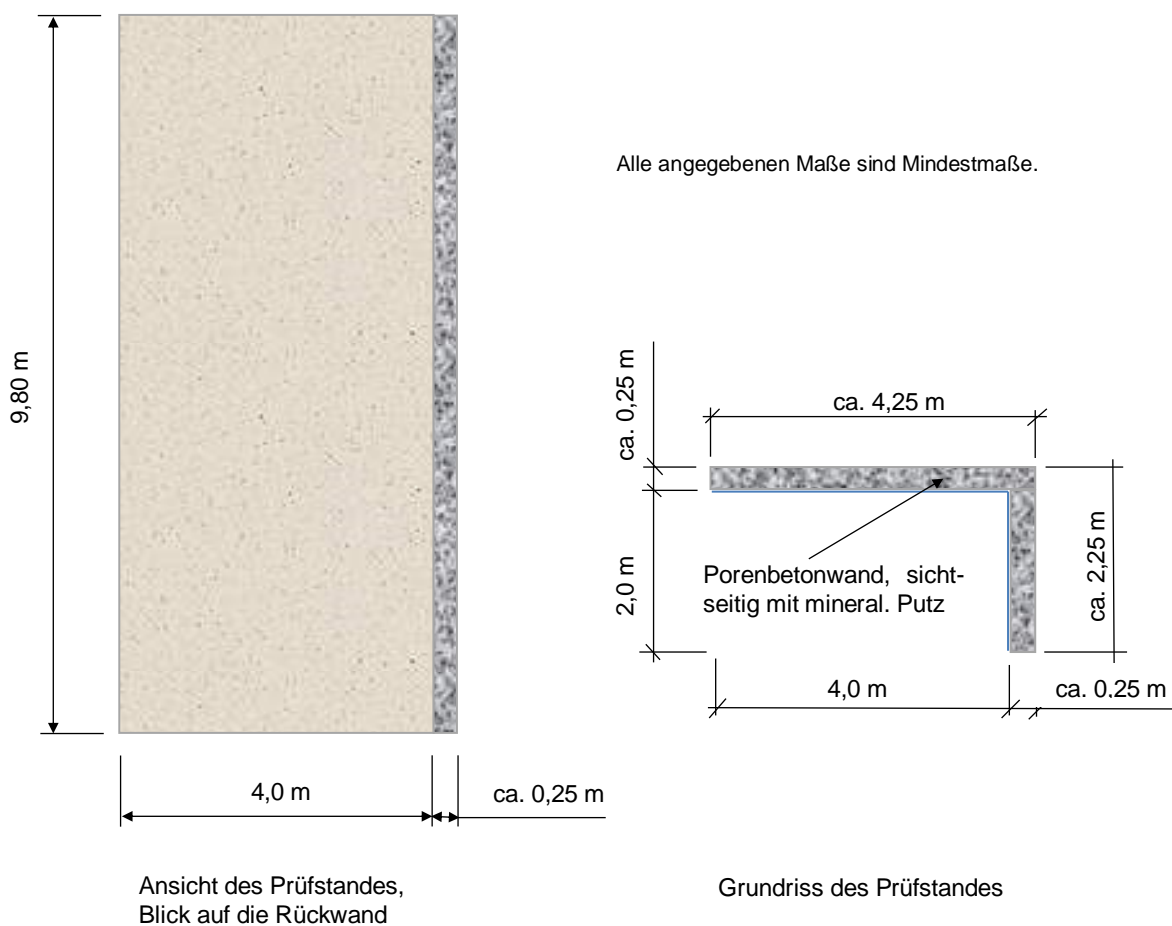 Alle angegebenen Maße sind Mindestmaße.
9,80 m
4,0 m
ca. 0,25 m
Ansicht des Prüfstandes,
Blick auf die Rückwand
ca. 0,25 m
ca. 4,25 m
2,0 m
Porenbetonwand, sicht-
seitig mit mineral. Putz
ca. 2,25 m
4,0 m
ca. 0,25 m
Grundriss des Prüfstandes